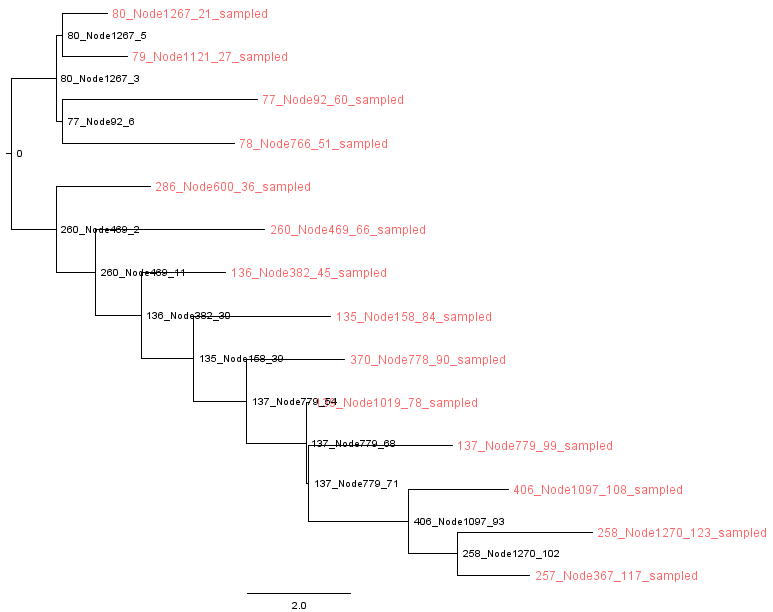 80_Node1267_21_sampled
80_Node1267_5
79_Node1121_27_sampled
80_Node1267_3
77_Node92_60_sampled
77_Node92_6
78_Node766_51_sampled
0
286_Node600_36_sampled
260_Node469_2
260_Node469_66_sampled
260_Node469_11
136_Node382_45_sampled
136_Node382_30
135_Node158_84_sampled
135_Node158_39
370_Node778_90_sampled
137_Node779_54
137_Node779_68
137_Node779_99_sampled
137_Node779_71
406_Node1097_108_sampled
406_Node1097_93
258_Node1270_123_sampled
258_Node1270_102
257_Node367_117_sampled
2.0